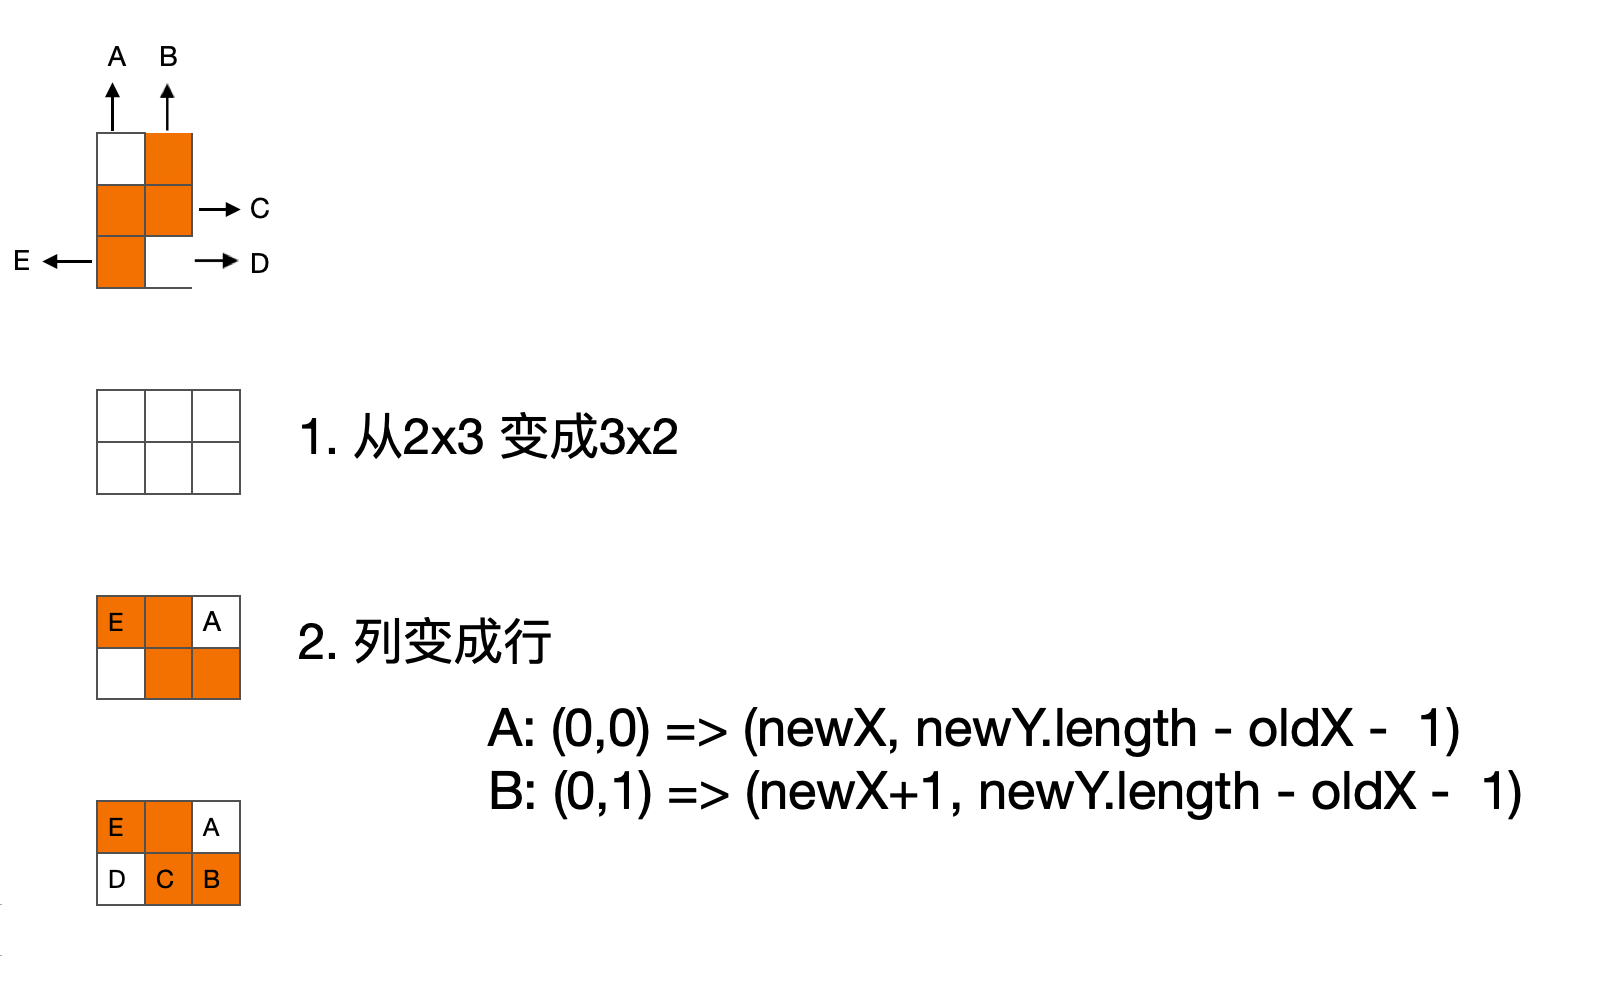 A B
C
E D
1. 从2x3 变成3x2
E A
2. 列变成行
A: (0,0) => (newX, newY.length - oldX - 1)
B: (0,1) => (newX+1, newY.length - oldX - 1)
E A
D C B